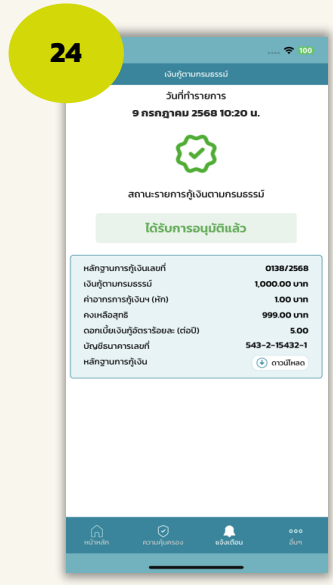 24
.... 100
เงินกู้ตามกรมธรรม์
วันที่ทำรายการ
9 กรกฎาคม 2568 10:20 น.
สถานะรายการกู้เงินตามกรมธรรม์
ได้รับการอนุมัติแล้ว
หลักฐานการกู้เงินเลขที่ 0138/2568
เงินกู้ตามกรมธรรม์ 1,000.00 บาท
ค่าอากรการกู้เงินฯ (หัก) 1.00 บาท
คงเหลือสุทธิ 999.00 บาท
ดอกเบี้ยเงินกู้อัตราร้อยละ (ต่อปี) 5.00
บัญชีธนาคารเลขที่ 543-2-15432-1
หลักฐานการกู้เงิน ดาวน์โหลด
หน้าหลัก ความคุ้มครอง แจ้งเตือน อื่นๆ